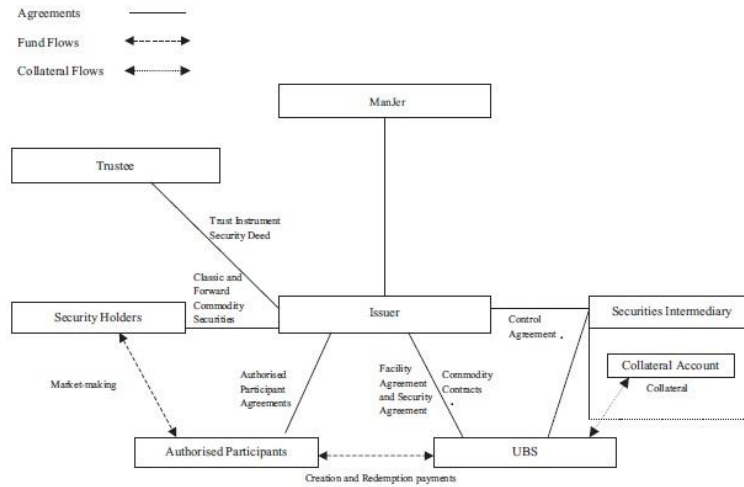 Agreements
Fund Flows
Collateral Flows
ManJer
Trustee
Trust Instrument
Security Deed
Classic and
Forward
Commodity
Securities
Security Holders
Issuer
Securities Intermediary
Control
Agreement
Collateral Account
Collateral
Market-making
Authorised
Participant
Agreements
Facility
Agreement
and Security
Agreement
Commodity
Contracts
Authorised Participants
UBS
Creation and Redemption payments